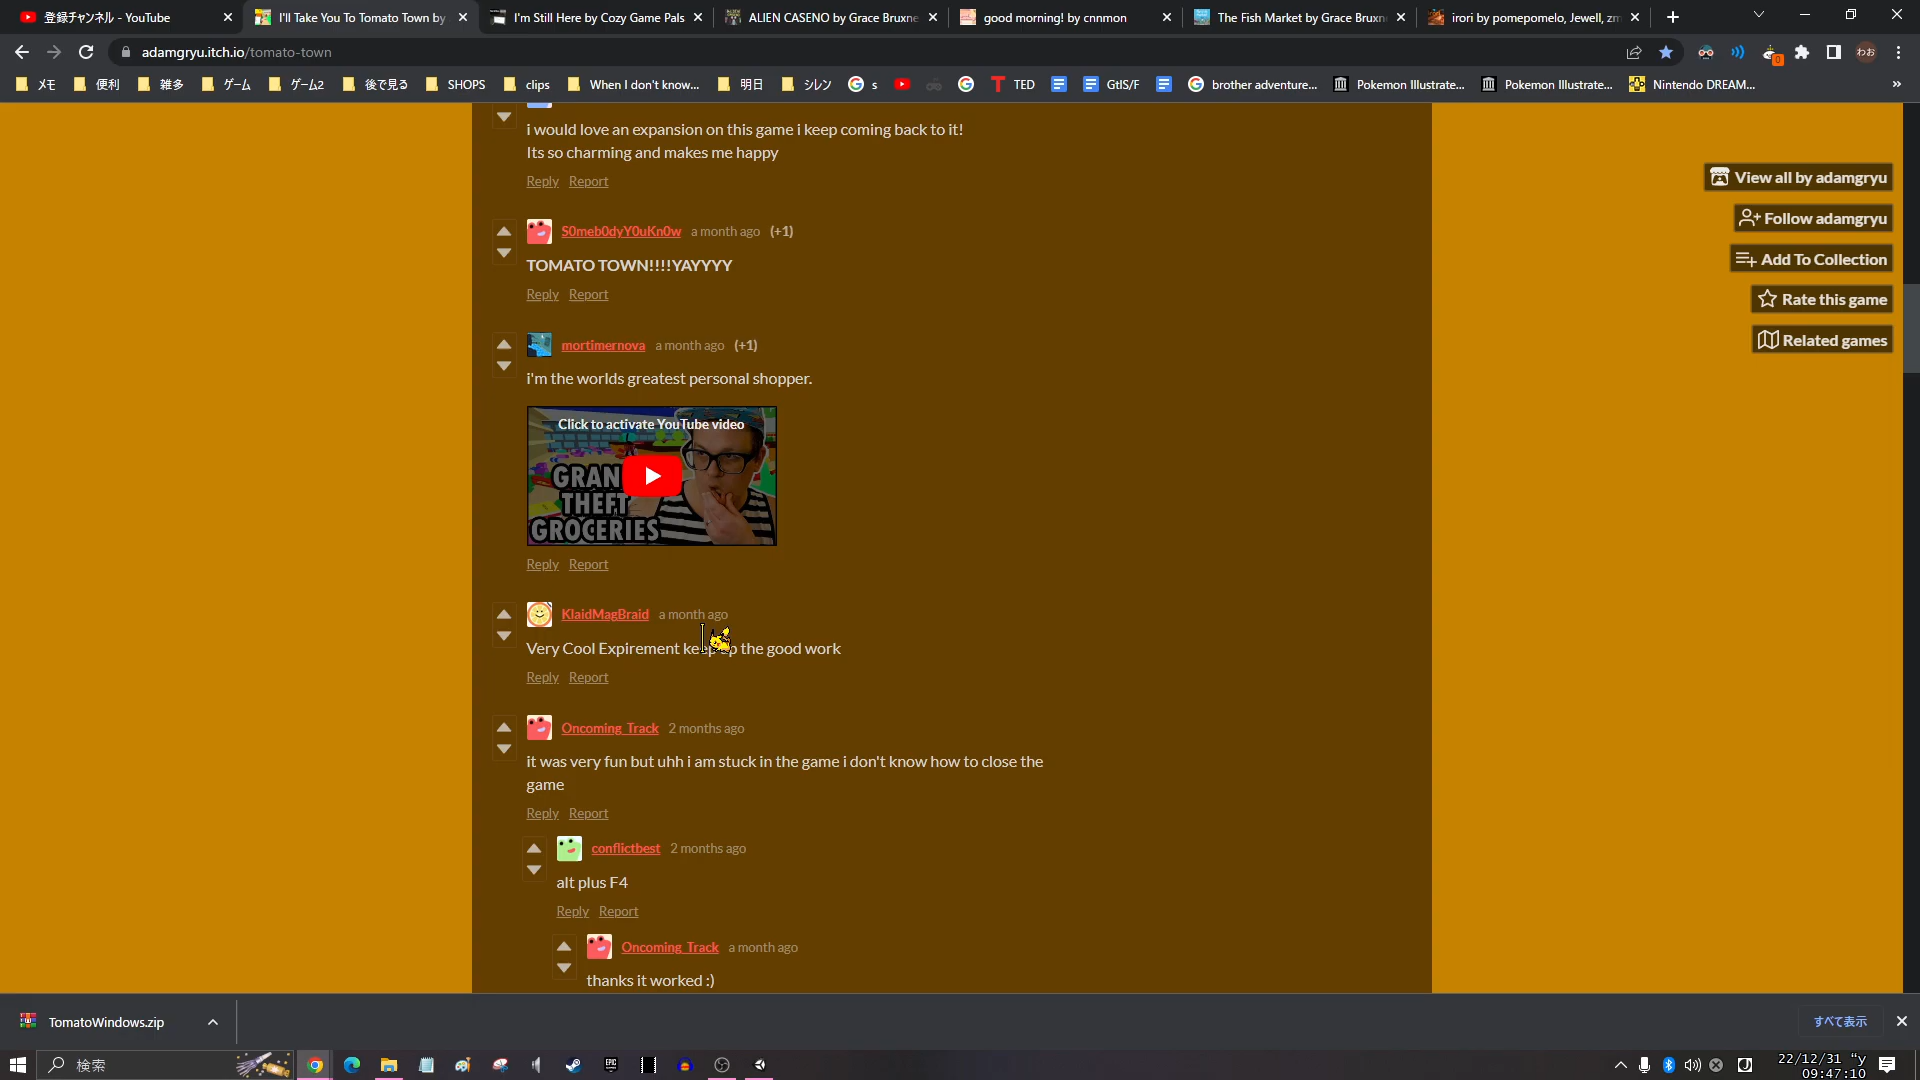 登録チャンネル - YouTube
I'll Take You To Tomato Town by
I'm Still Here by Cozy Game Pals
ALIEN CASENO by Grace Bruxne
good morning! by cnnmon
The Fish Market by Grace Bruxn
irori by pomepomelo, Jewell, zm
adamgryu.itch.io/tomato-town
わお
メモ
便利
雑多
ゲーム
ゲーム2
後で見る
SHOPS
clips
When I don't know...
明日
シレン
s
TED
GtIS/F
brother adventure...
Pokemon Illustrate...
Pokemon Illustrate...
Nintendo DREAM...
»
i would love an expansion on this game i keep coming back to it!
Its so charming and makes me happy
Reply Report
S0meb0dyY0uKn0w a month ago (+1)
TOMATO TOWN!!!!YAYYYY
Reply Report
mortimernova a month ago (+1)
i'm the worlds greatest personal shopper.
Click to activate YouTube video
GRAN
THEFT
GROCERIES
Reply Report
KlaidMagBraid a month ago
Very Cool Expirement keep up the good work
Reply Report
Oncoming_Track 2 months ago
it was very fun but uhh i am stuck in the game i don't know how to close the
game
Reply Report
conflictbest 2 months ago
alt plus F4
Reply Report
Oncoming_Track a month ago
thanks it worked :)
View all by adamgryu
Follow adamgryu
Add To Collection
Rate this game
Related games
TomatoWindows.zip
すべて表示
検索
22/12/31 "y
09:47:10